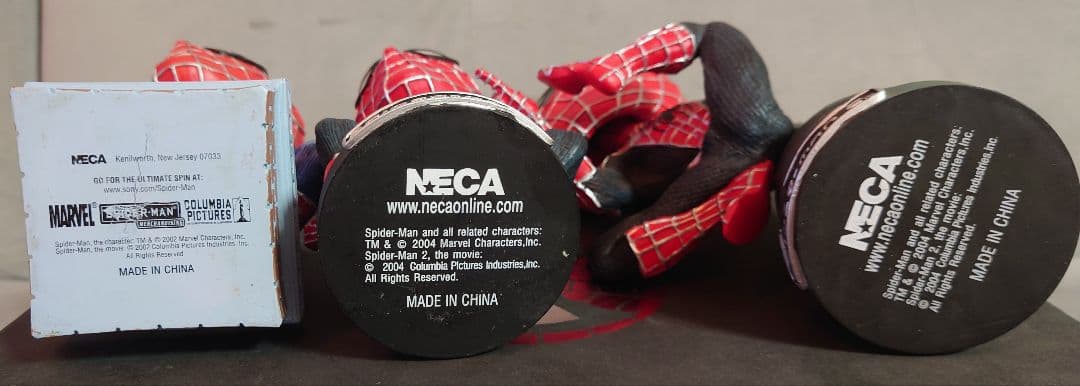 NECA Kenilworth, New Jersey 07033
GO FOR THE ULTIMATE SPIN AT:
www.sony.com/Spider-Man
MARVEL SPIDER-MAN MERCHANDISING COLUMBIA PICTURES
Spider-Man, the character: TM & © 2002 Marvel Characters, Inc.
Spider-Man, the movie: © 2002 Columbia Pictures Industries, Inc.
All Rights Reserved
MADE IN CHINA
NECA
www.necaonline.com
Spider-Man and all related characters:
TM & © 2004 Marvel Characters,Inc.
Spider-Man 2, the movie:
© 2004 Columbia Pictures Industries,Inc.
All Rights Reserved.
MADE IN CHINA
NECA
www.necaonline.com
Spider-Man and all related characters:
TM & © 2004 Marvel Characters,Inc.
Spider-Man 2, the movie:
© 2004 Columbia Pictures Industries,Inc.
All Rights Reserved.
MADE IN CHINA